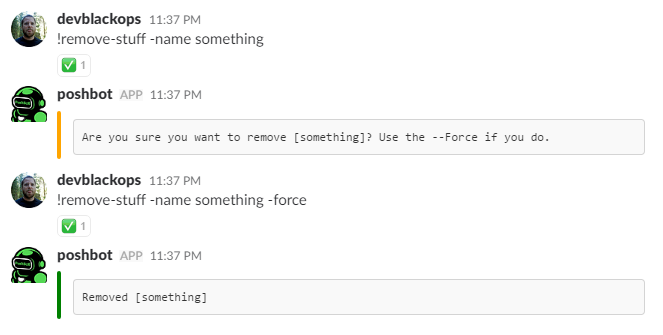 devblackops 11:37 PM
!remove-stuff -name something
1
poshbot APP 11:37 PM
Are you sure you want to remove [something]? Use the --Force if you do.
devblackops 11:37 PM
!remove-stuff -name something -force
1
poshbot APP 11:37 PM
Removed [something]